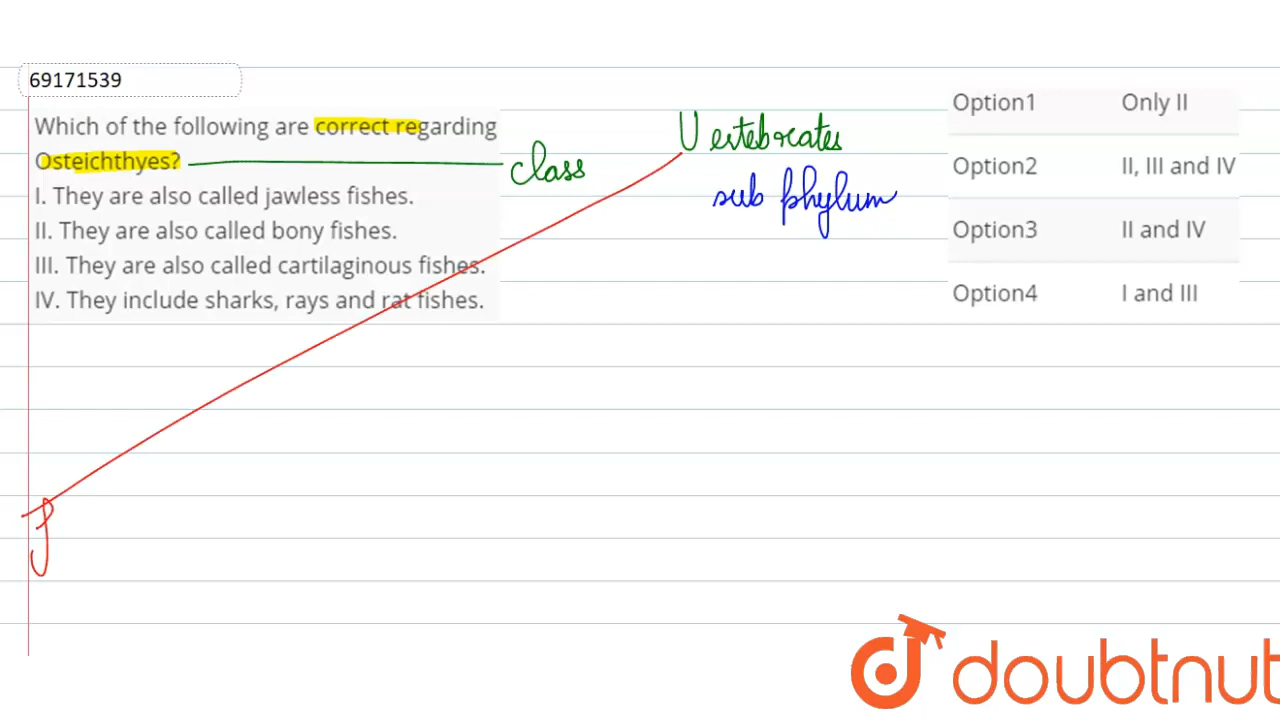 69171539
Which of the following are correct regarding
Osteichthyes?
I. They are also called jawless fishes.
II. They are also called bony fishes.
III. They are also called cartilaginous fishes.
IV. They include sharks, rays and rat fishes.
class
Vertebrates
sub phylum
Option1 Only II
Option2 II, III and IV
Option3 II and IV
Option4 I and III
doubtnut